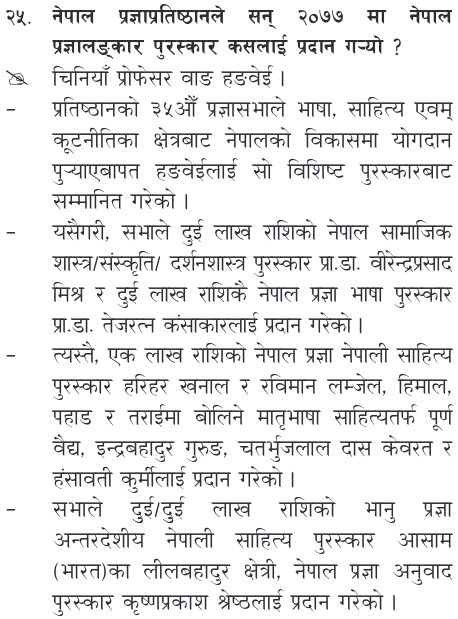 २५. नेपाल प्रज्ञाप्रतिष्ठानले सन् २०७७ मा नेपाल
प्रज्ञालङ्कार पुरस्कार कसलाई प्रदान गऱ्यो ?
चिनियाँ प्रोफेसर वाङ हङवेई ।
– प्रतिष्ठानको ३५औँ प्रज्ञासभाले भाषा, साहित्य एवम्
कूटनीतिका क्षेत्रबाट नेपालको विकासमा योगदान
पुऱ्याएबापत हङवेईलाई सो विशिष्ट पुरस्कारबाट
सम्मानित गरेको ।
– यसैगरी, सभाले दुई लाख राशिको नेपाल सामाजिक
शास्त्र/संस्कृति/ दर्शनशास्त्र पुरस्कार प्रा.डा. वीरेन्द्रप्रसाद
मिश्र र दुई लाख राशिकै नेपाल प्रज्ञा भाषा पुरस्कार
प्रा.डा. तेजरत्न कंसाकारलाई प्रदान गरेको ।
– त्यस्तै, एक लाख राशिको नेपाल प्रज्ञा नेपाली साहित्य
पुरस्कार हरिहर खनाल र रविमान लम्जेल, हिमाल,
पहाड र तराईमा बोलिने मातृभाषा साहित्यतर्फ पूर्ण
वैद्य, इन्द्रबहादुर गुरुङ, चतर्भुजलाल दास केवरत र
हंसावती कुर्मीलाई प्रदान गरेको ।
– सभाले दुई/दुई लाख राशिको भानु प्रज्ञा
अन्तरदेशीय नेपाली साहित्य पुरस्कार आसाम
(भारत)का लीलबहादुर क्षेत्री, नेपाल प्रज्ञा अनुवाद
पुरस्कार कृष्णप्रकाश श्रेष्ठलाई प्रदान गरेको ।